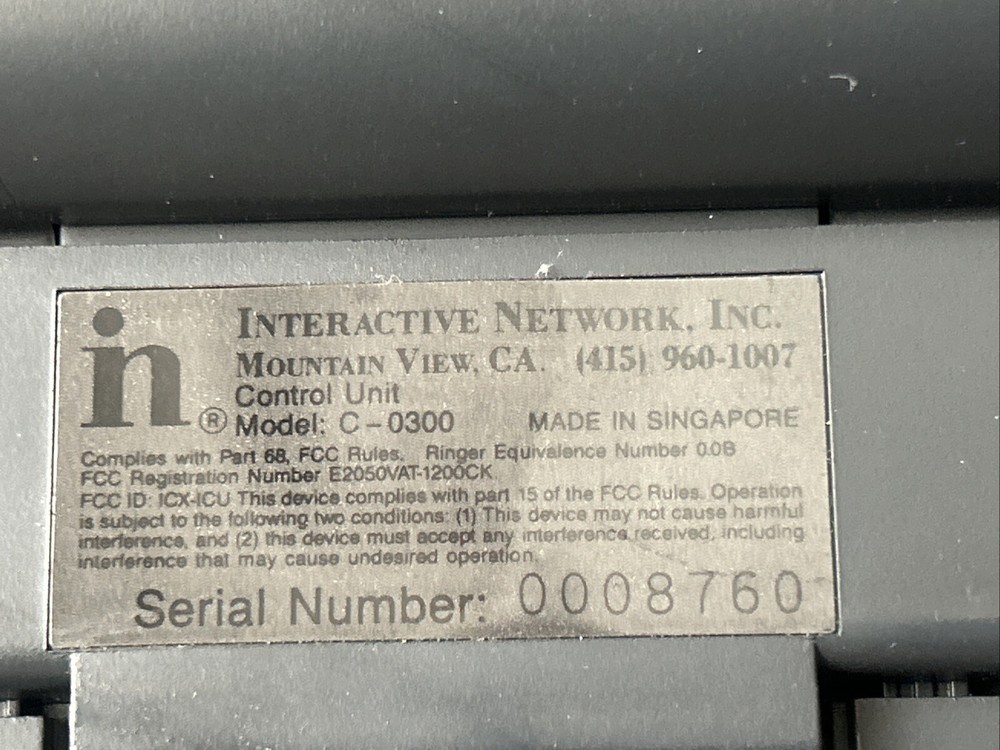 in®
INTERACTIVE NETWORK, INC.
MOUNTAIN VIEW, CA. (415) 960-1007
Control Unit
Model: C-0300 MADE IN SINGAPORE
Complies with Part 68, FCC Rules. Ringer Equivalence Number 0.0B
FCC Registration Number E2050VAT-1200CK
FCC ID: ICX-ICU This device complies with part 15 of the FCC Rules. Operation
is subject to the following two conditions: (1) This device may not cause harmful
interference, and (2) this device must accept any interference received, including
interference that may cause undesired operation.
Serial Number: 0008760